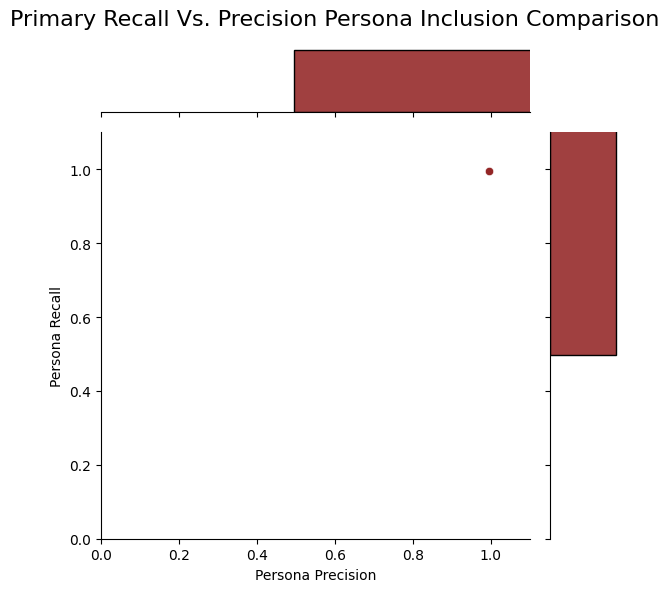 Primary Recall Vs. Precision Persona Inclusion Comparison
1.0
0.8
0.6
0.4
0.2
0.0
Persona Recall
0.0 0.2 0.4 0.6 0.8 1.0
Persona Precision